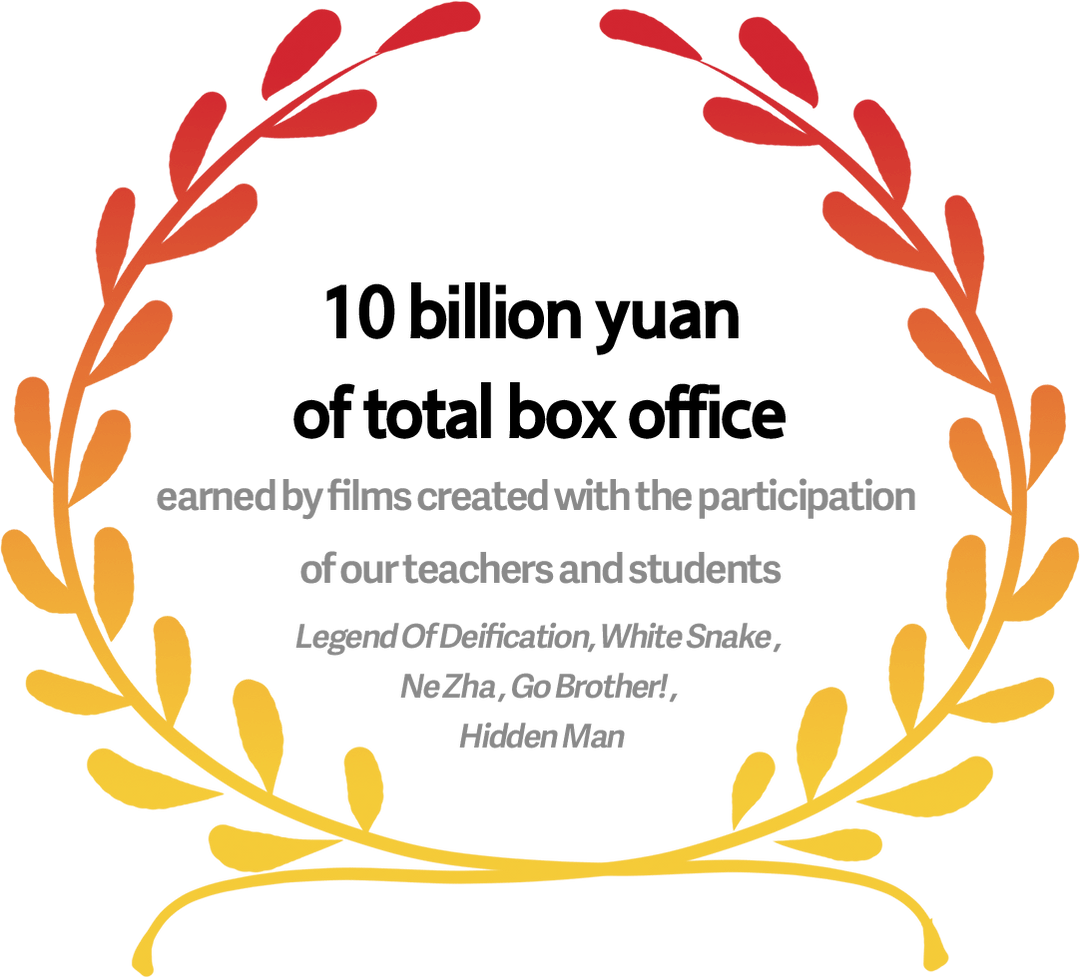 10 billion yuan
of total box office
earned by films created with the participation
of our teachers and students
Legend Of Deification, White Snake ,
Ne Zha , Go Brother! ,
Hidden Man